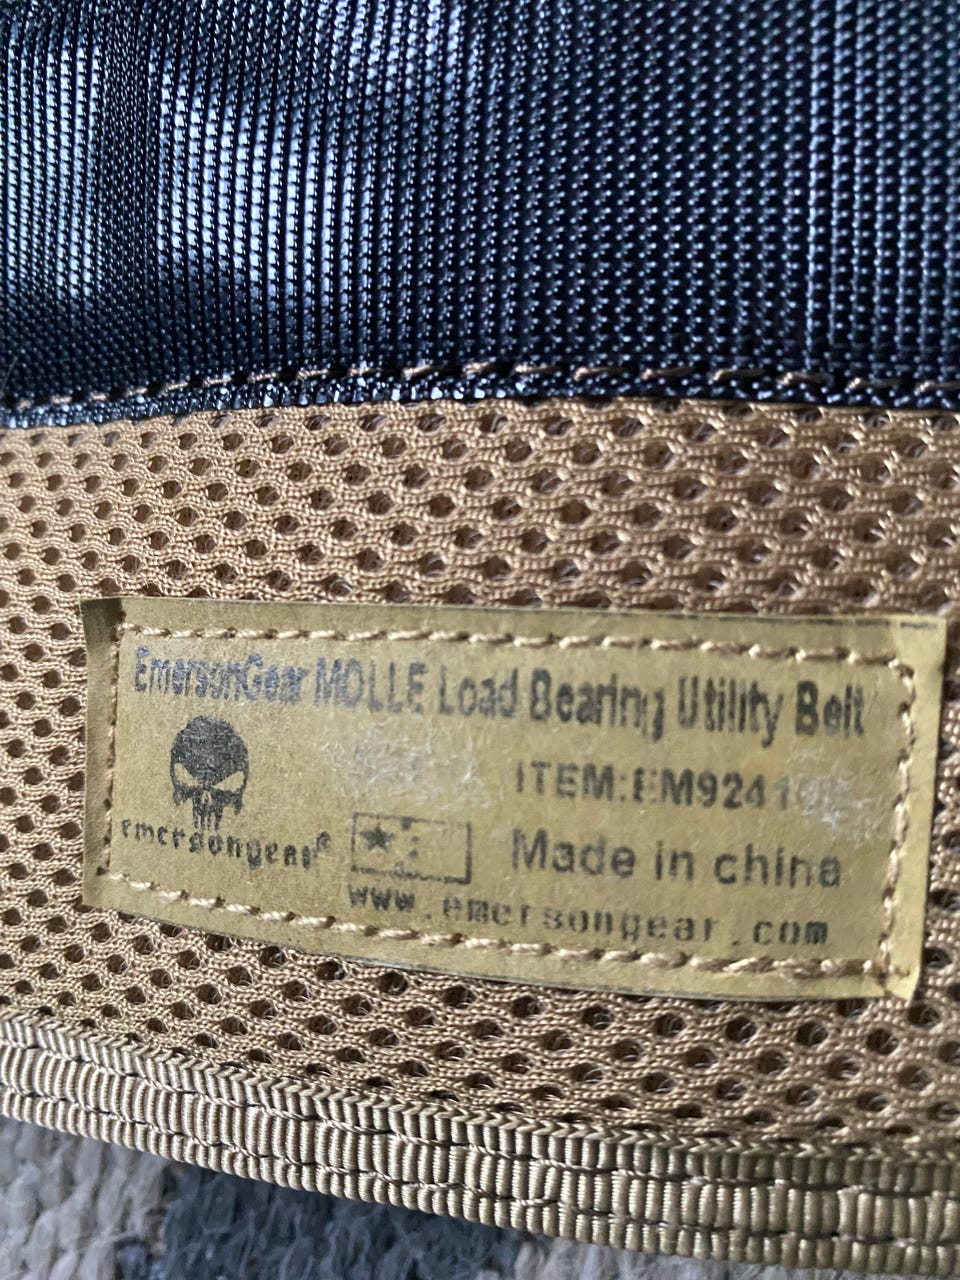 EmersonGear MOLLE Load Bearing Utility Belt
emersongear®
Made in china
www.emersongear.com